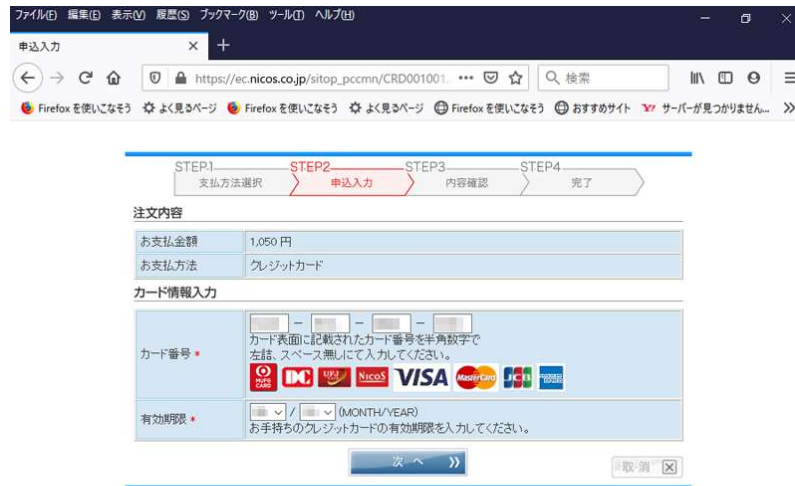 ファイル(F) 編集(E) 表示(V) 履歴(S) ブックマーク(B) ツール(T) ヘルプ(H)
申込入力
https://ec.nicos.co.jp/sitop_pccmn/CRD001001
検索
Firefox を使いこなそう よく見るページ Firefox を使いこなそう よく見るページ Firefox を使いこなそう おすすめサイト Y! サーバーが見つかりません...
STEP.1 STEP2 STEP3 STEP4
支払方法選択 申込入力 内容確認 完了
注文内容
お支払金額 1,050 円
お支払方法 クレジットカード
カード情報入力
カード番号 *
カード表面に記載されたカード番号を半角数字で
左詰、スペース無しにて入力してください。
MUFG CARD DC UFJ Card NICOS VISA MasterCard JCB
有効期限 * / (MONTH/YEAR)
お手持ちのクレジットカードの有効期限を入力してください。
次 へ
取 消